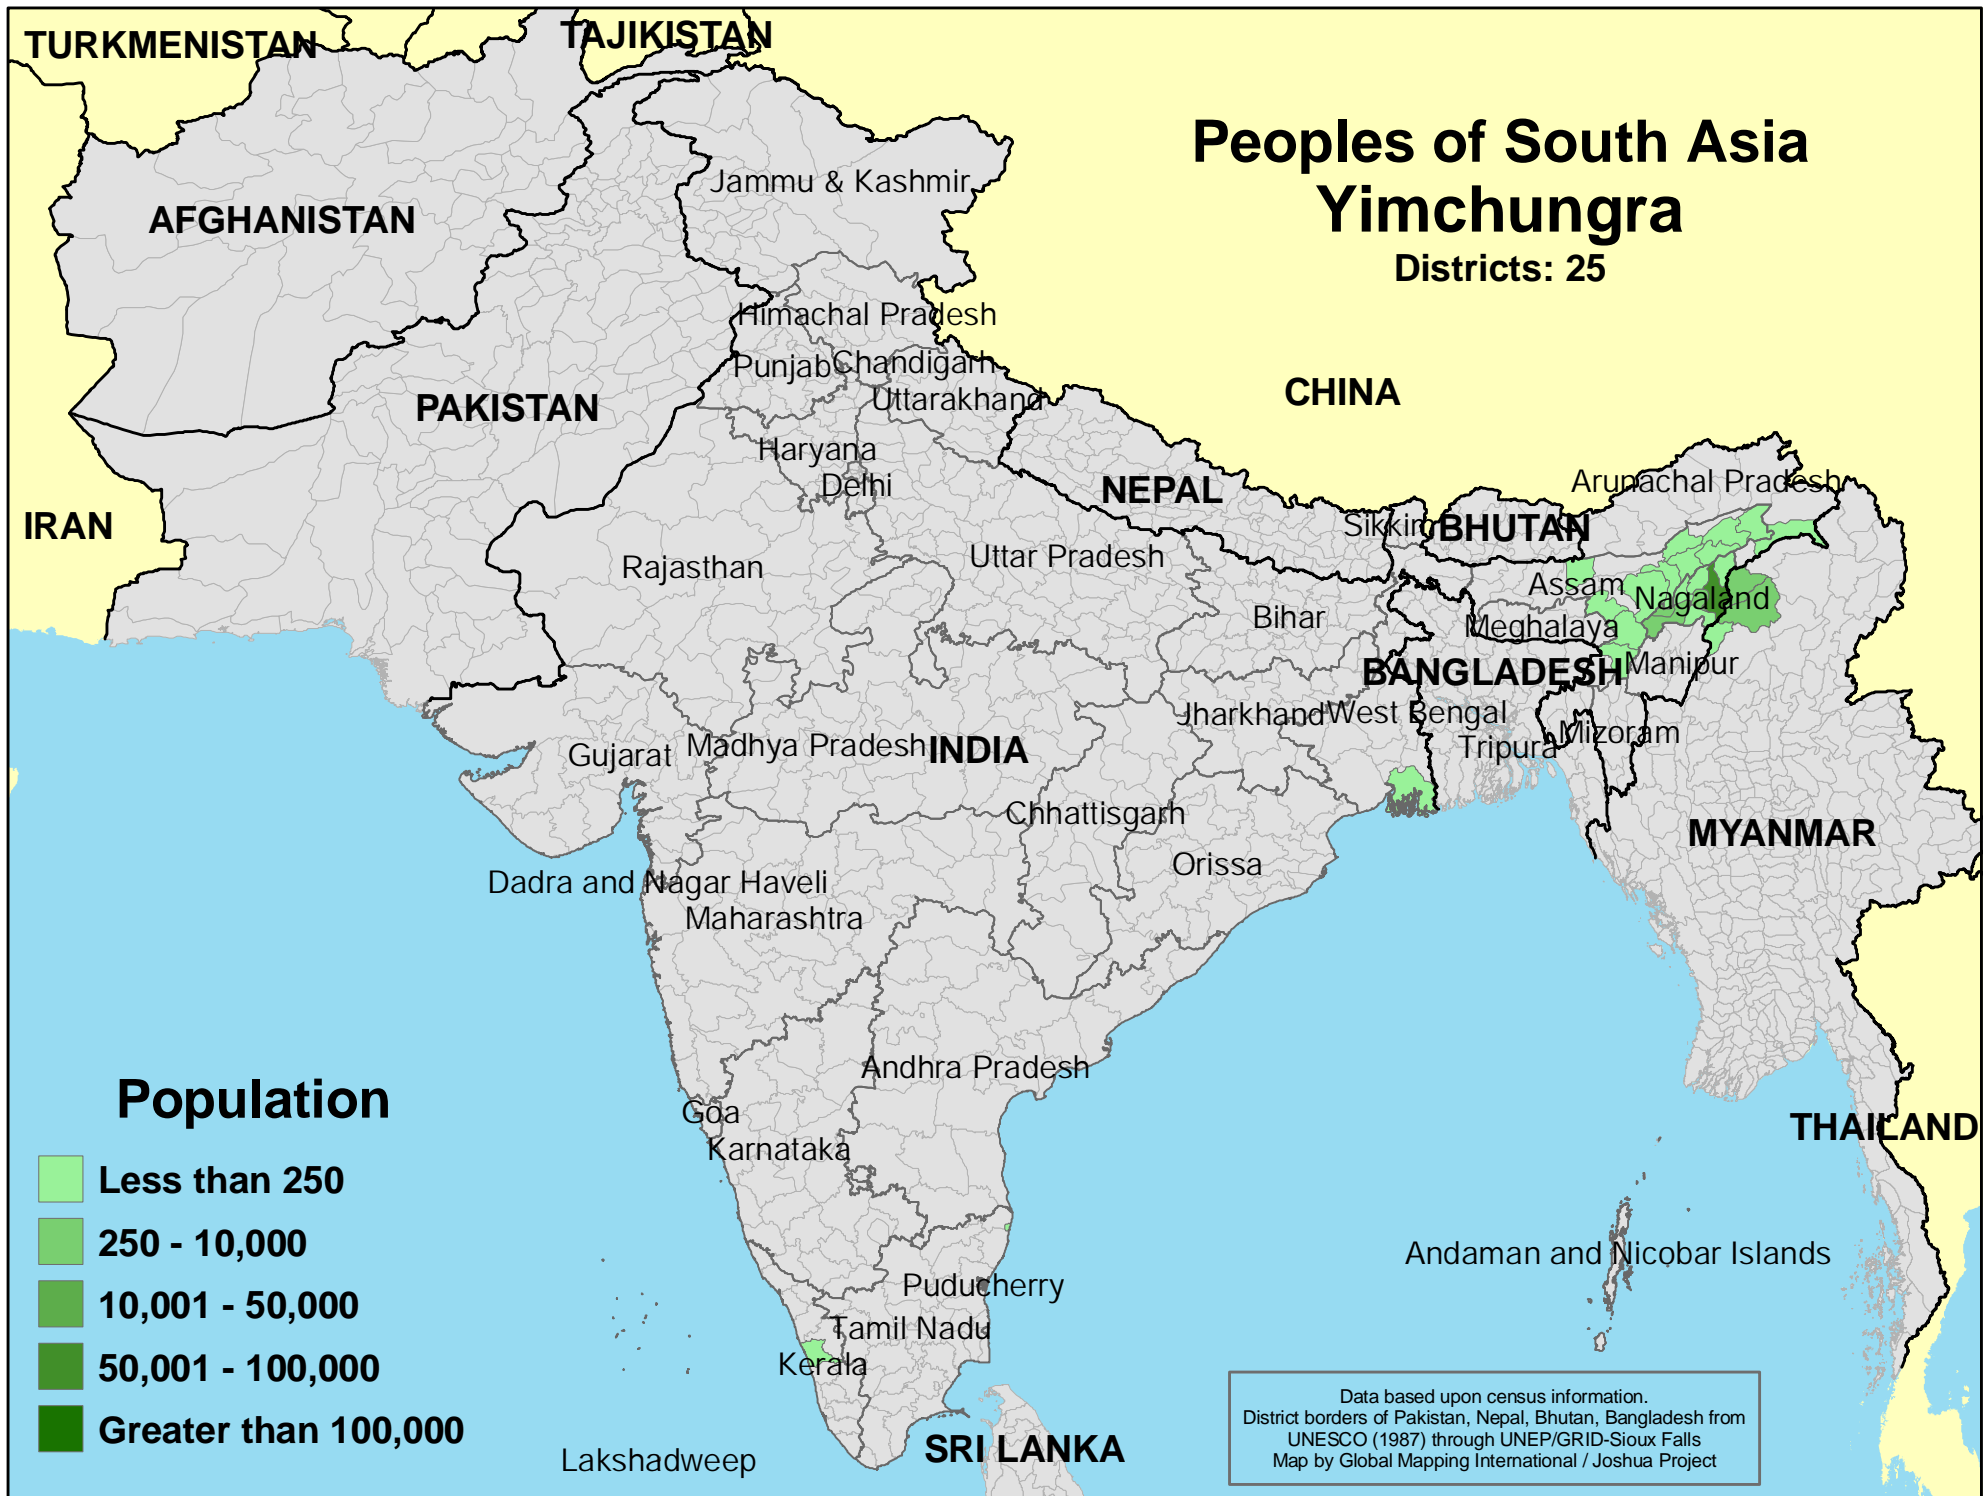 TURKMENISTAN
TAJIKISTAN
Peoples of South Asia
Yimchungra
Districts: 25
Jammu & Kashmir
AFGHANISTAN
Himachal Pradesh
Punjab
Chandigarh
Uttarakhand
CHINA
PAKISTAN
Haryana
Delhi
NEPAL
Arunachal Pradesh
IRAN
Sikkim
BHUTAN
Rajasthan
Uttar Pradesh
Assam
Nagaland
Bihar
Meghalaya
BANGLADESH
Manipur
Jharkhand
West Bengal
Gujarat
Madhya Pradesh
INDIA
Tripura
Mizoram
Chhattisgarh
MYANMAR
Orissa
Dadra and Nagar Haveli
Maharashtra
Andhra Pradesh
Goa
Karnataka
THAILAND
Andaman and Nicobar Islands
Puducherry
Tamil Nadu
Kerala
Lakshadweep
SRI LANKA
Population
Less than 250
250 - 10,000
10,001 - 50,000
50,001 - 100,000
Greater than 100,000
Data based upon census information.
District borders of Pakistan, Nepal, Bhutan, Bangladesh from
UNESCO (1987) through UNEP/GRID-Sioux Falls
Map by Global Mapping International / Joshua Project